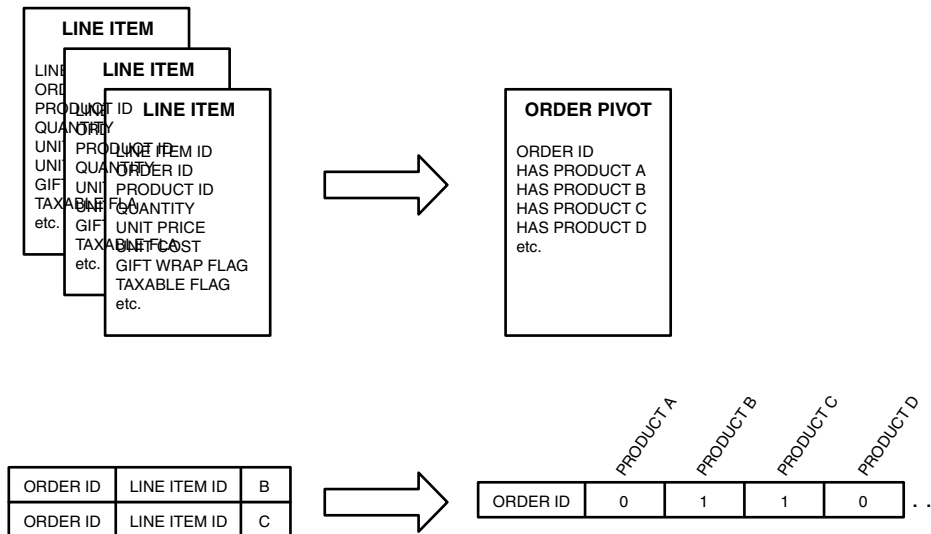 LINE ITEM
etc.
LINE ITEM
etc.
LINE ITEM
LINE ITEM ID
ORDER ID
PRODUCT ID
QUANTITY
UNIT PRICE
UNIT COST
GIFT WRAP FLAG
TAXABLE FLAG
etc.
ORDER PIVOT
ORDER ID
HAS PRODUCT A
HAS PRODUCT B
HAS PRODUCT C
HAS PRODUCT D
etc.
PRODUCT A
PRODUCT B
PRODUCT C
PRODUCT D
ORDER ID LINE ITEM ID B
ORDER ID LINE ITEM ID C
ORDER ID 0 1 1 0 . .